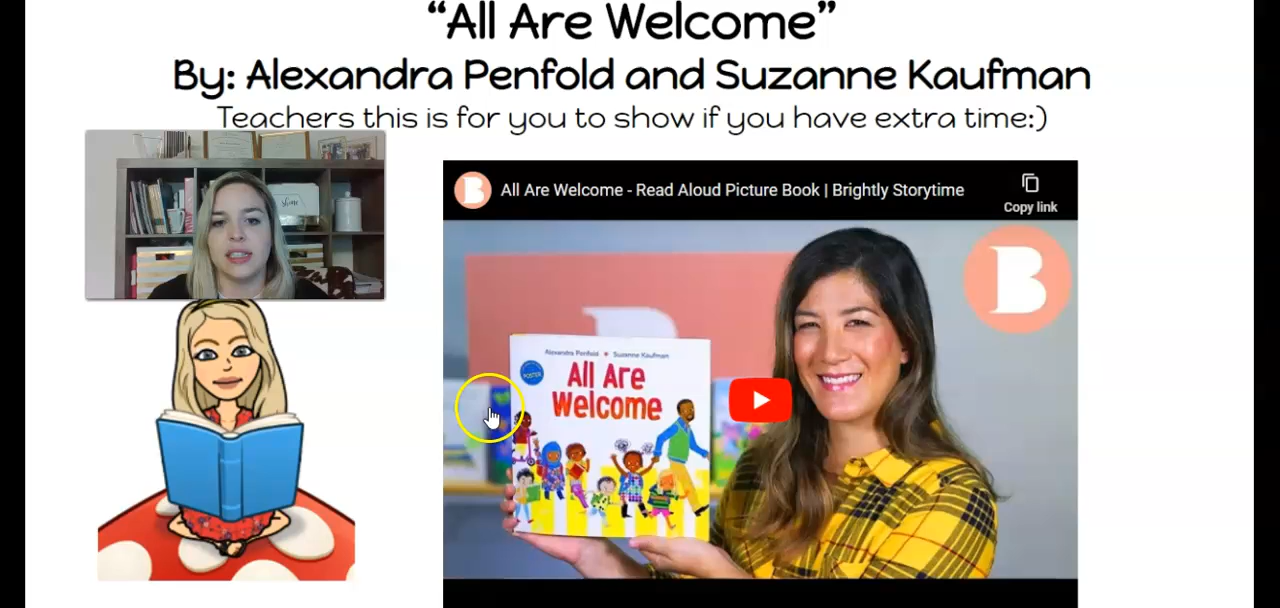 “All Are Welcome”
By: Alexandra Penfold and Suzanne Kaufman
Teachers this is for you to show if you have extra time:)
shine
B
All Are Welcome - Read Aloud Picture Book | Brightly Storytime
Copy link
B
Alexandra Penfold • Suzanne Kaufman
POSTER
All Are
Welcome